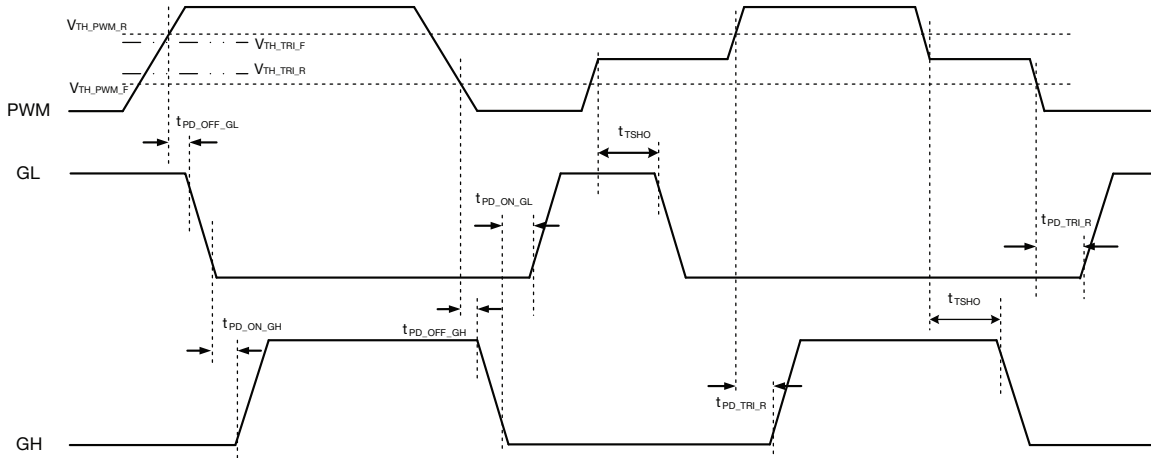 VTH_PWM_R
VTH_TRI_F
VTH_TRI_R
VTH_PWM_F
PWM
tPD_OFF_GL
tTSHO
GL
tPD_ON_GL
tPD_TRI_R
tTSHO
tPD_ON_GH
tPD_OFF_GH
tPD_TRI_R
GH